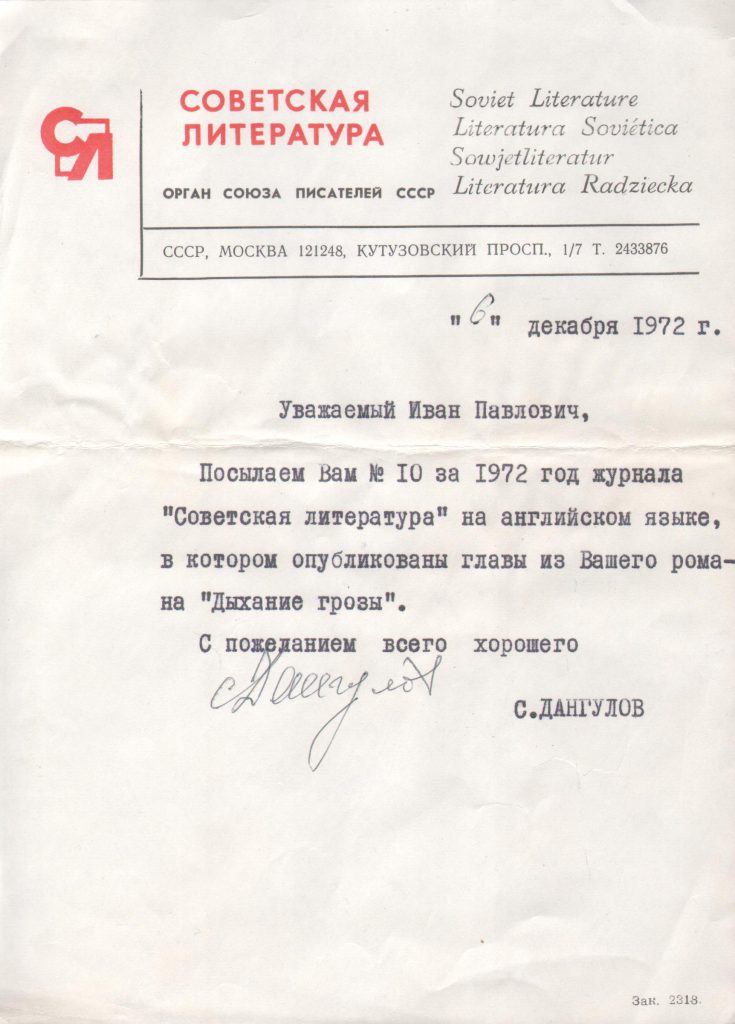 СЛ
СОВЕТСКАЯ
ЛИТЕРАТУРА
ОРГАН СОЮЗА ПИСАТЕЛЕЙ СССР
Soviet Literature
Literatura Soviética
Sowjetliteratur
Literatura Radziecka
СССР, МОСКВА 121248, КУТУЗОВСКИЙ ПРОСП., 1/7 Т. 2433876
"6" декабря 1972 г.
Уважаемый Иван Павлович,
Посылаем Вам № 10 за 1972 год журнала
"Советская литература" на английском языке,
в котором опубликованы главы из Вашего рома-
на "Дыхание грозы".
С пожеланием всего хорошего
С Дангулов
С.ДАНГУЛОВ
Зак. 2318.